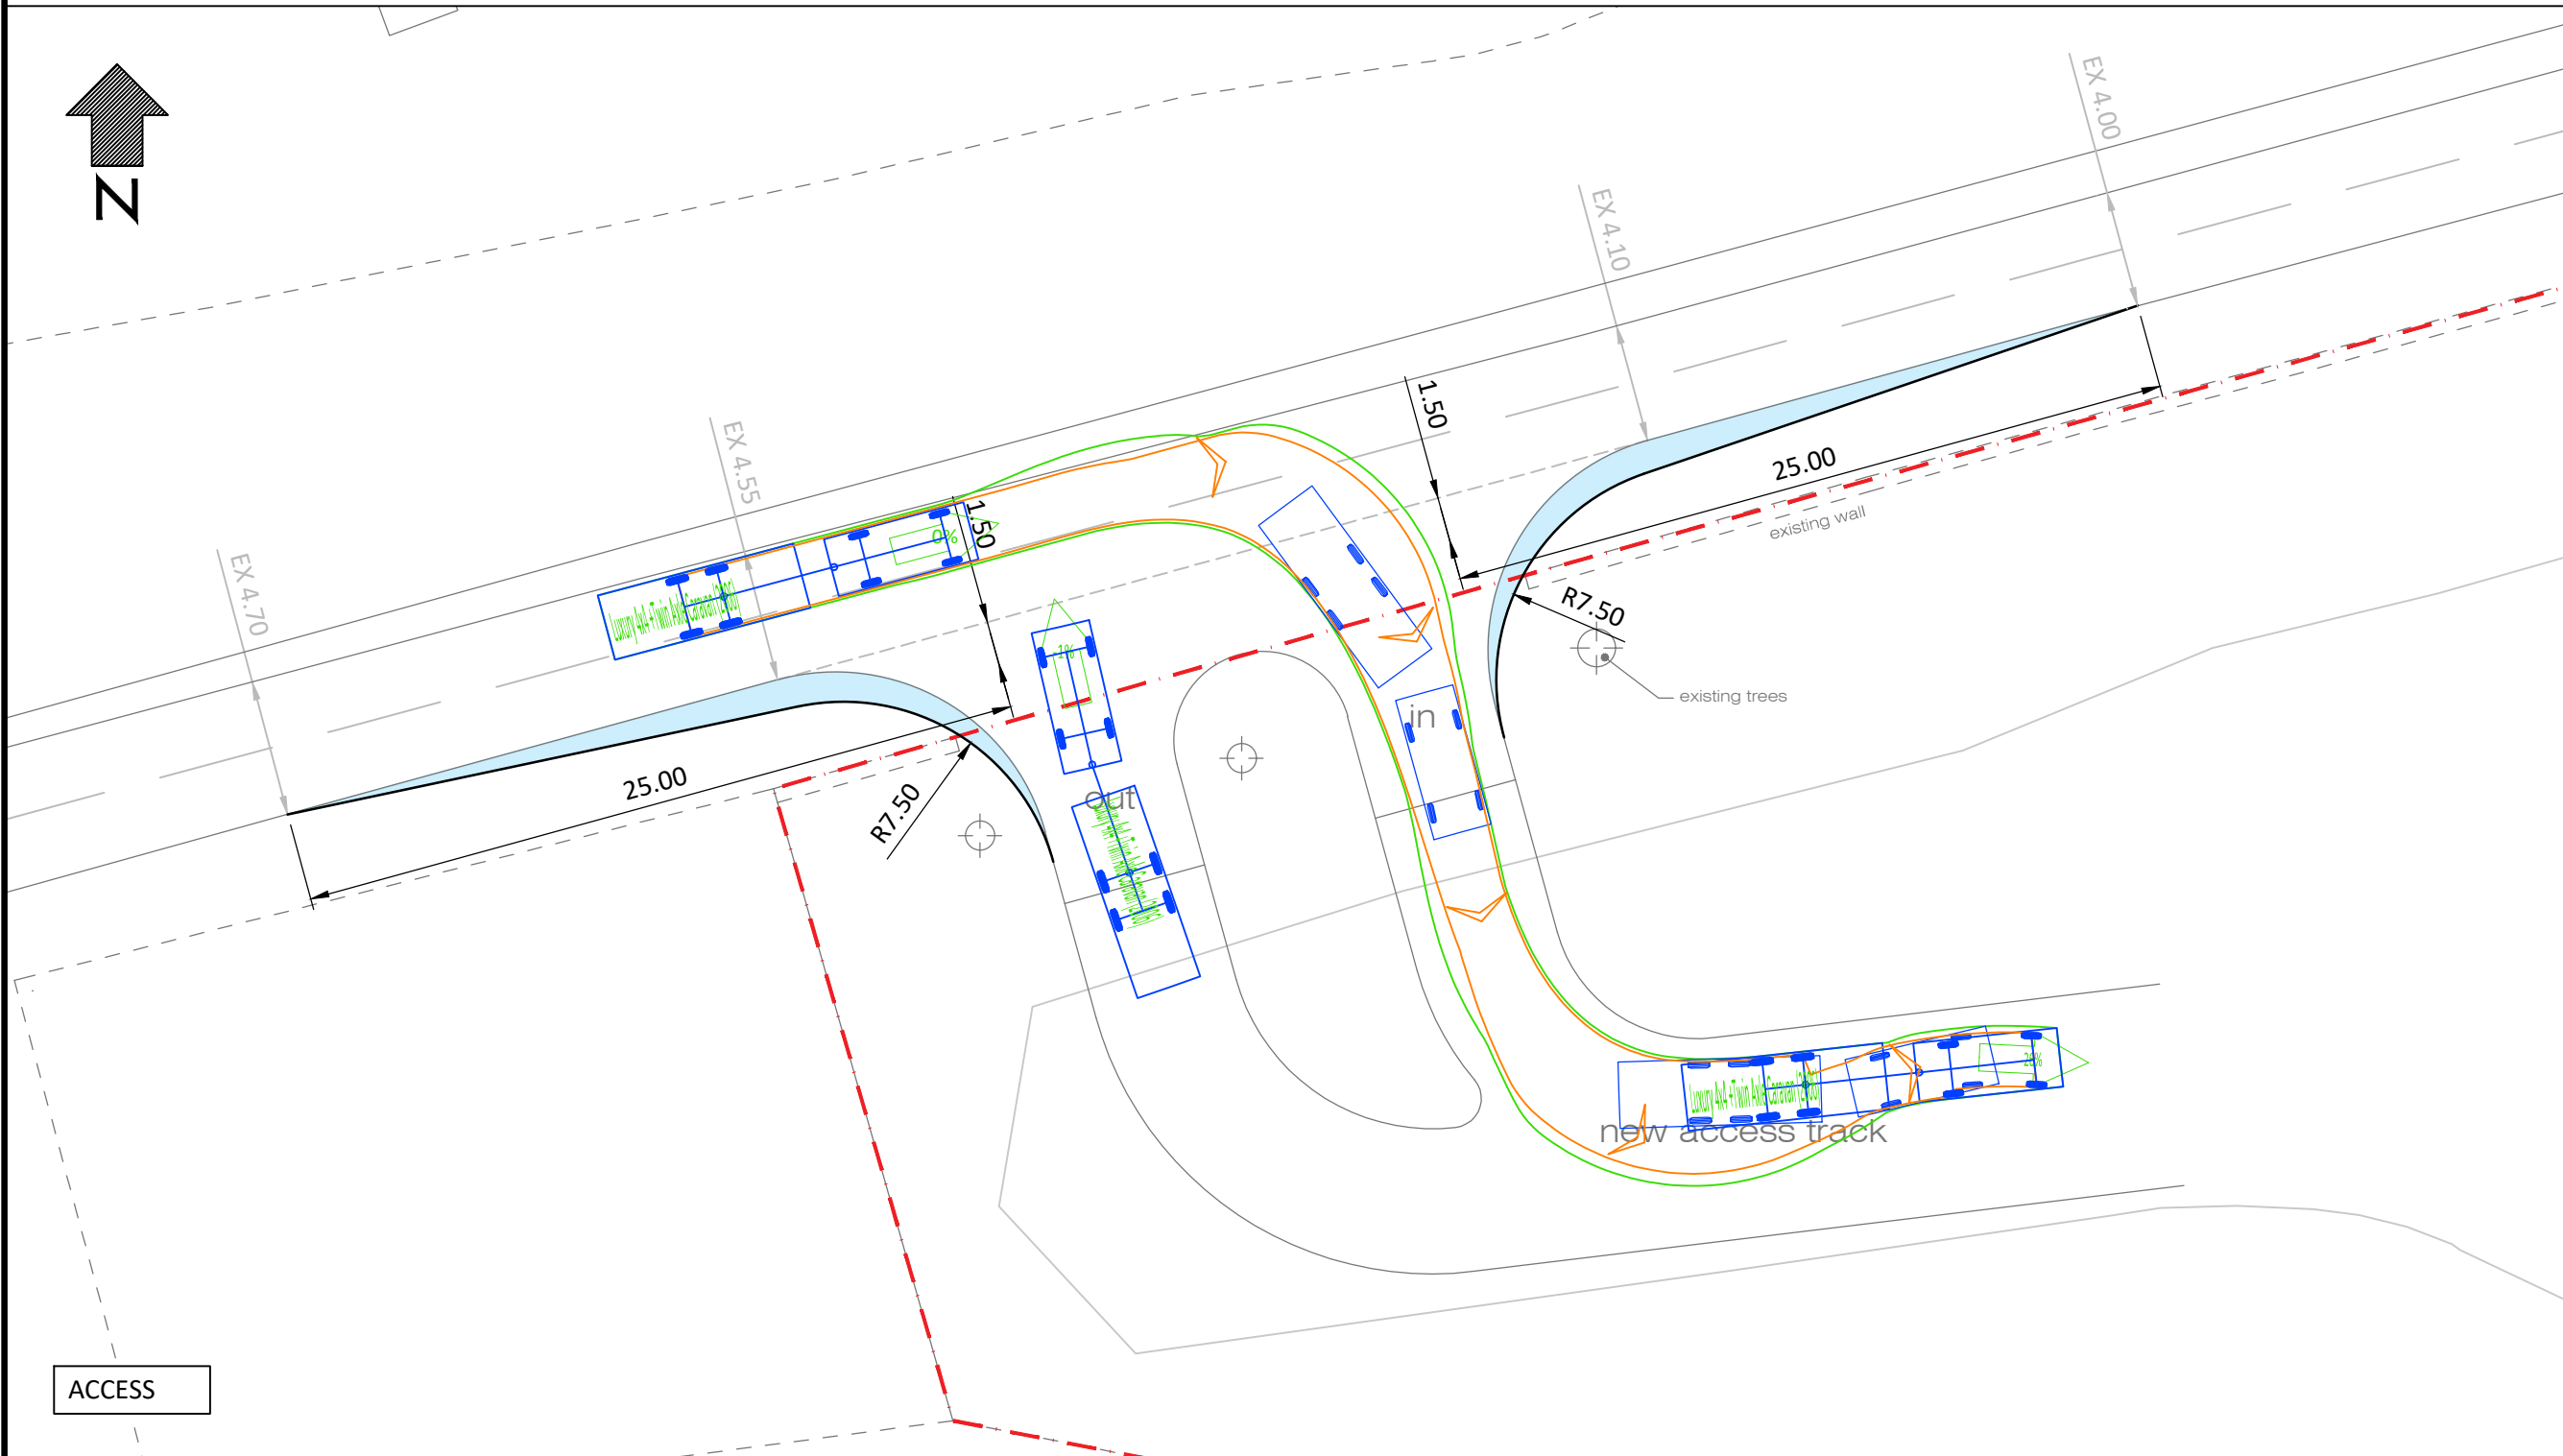 N
EX 4.00
EX 4.10
EX 4.55
EX 4.70
1.50
1.50
25.00
existing wall
R7.50
existing trees
0%
-1%
in
25.00
R7.50
out
new access track
ACCESS